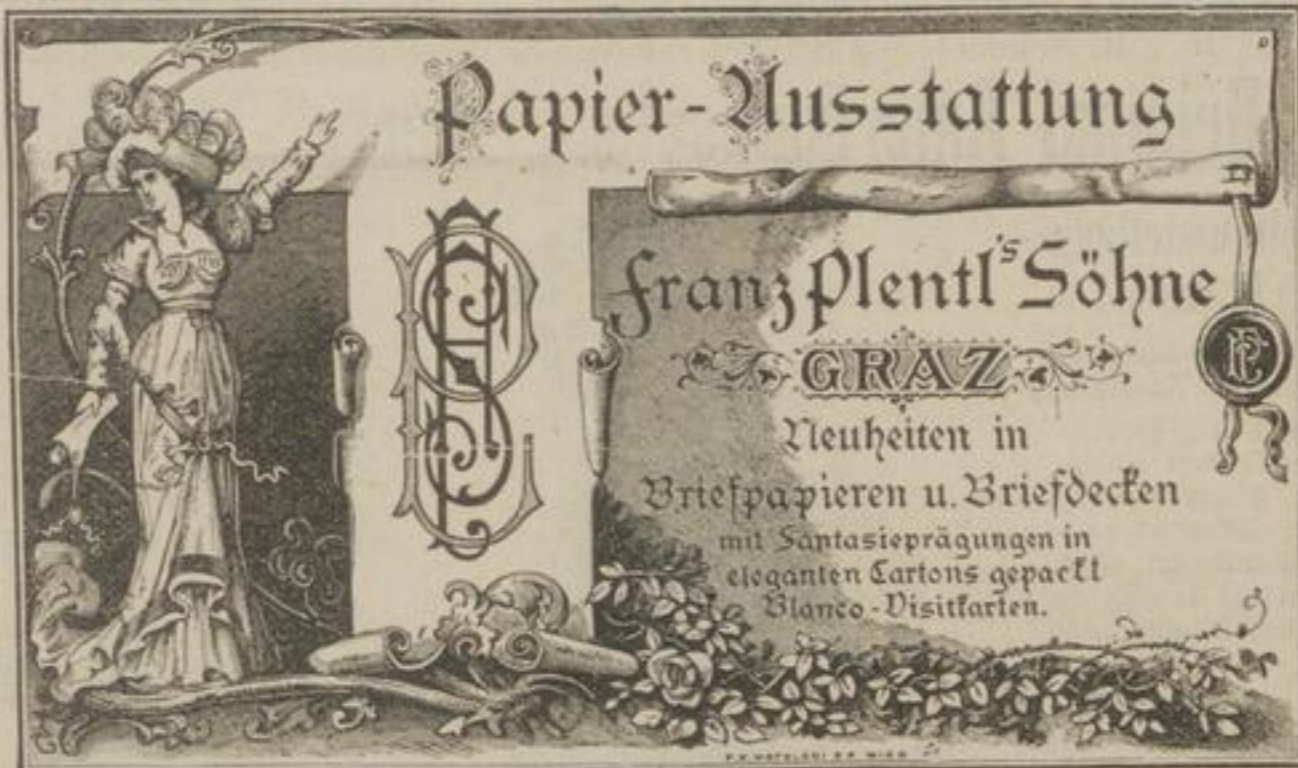 Papier-Ausstattung
Franz Plentl's Söhne
GRAZ
Neuheiten in
Briefpapieren u. Briefdecken
mit Fantasieprägungen in
eleganten Cartons gepackt
Blanco-Visitkarten.